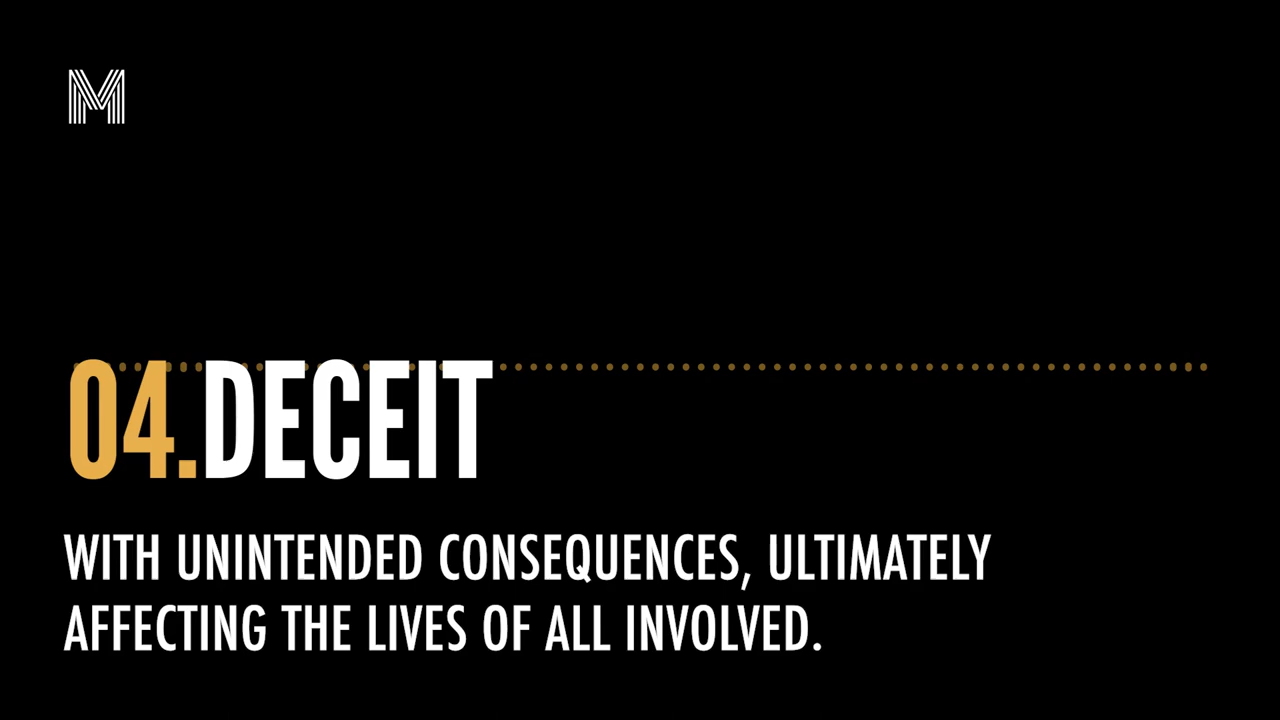 M
04.DECEIT
WITH UNINTENDED CONSEQUENCES, ULTIMATELY
AFFECTING THE LIVES OF ALL INVOLVED.